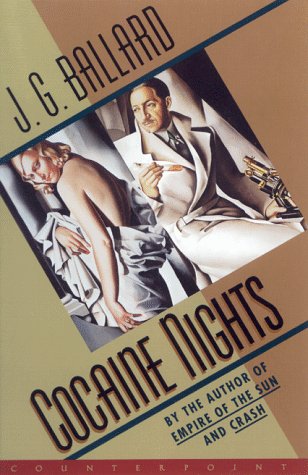 J.G. BALLARD
COCAINE NIGHTS
BY THE AUTHOR OF
EMPIRE OF THE SUN
AND CRASH
COUNTERPOINT